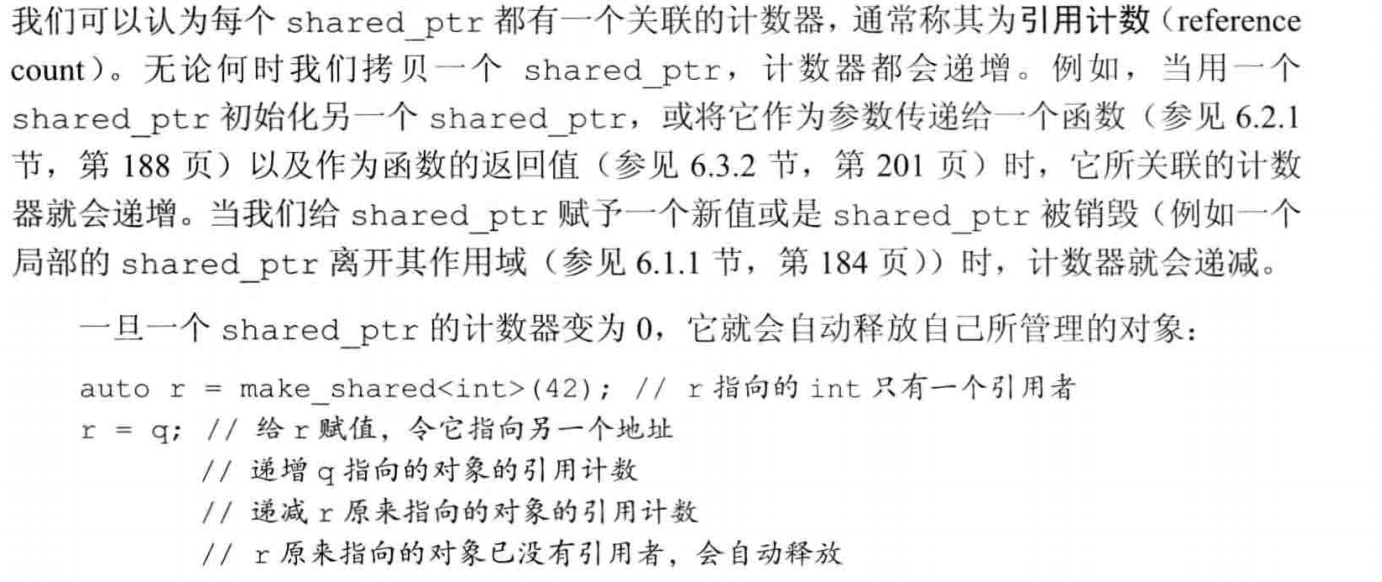 我们可以认为每个 shared_ptr 都有一个关联的计数器，通常称其为引用计数（reference
count）。无论何时我们拷贝一个 shared_ptr，计数器都会递增。例如，当用一个
shared_ptr 初始化另一个 shared_ptr，或将它作为参数传递给一个函数（参见 6.2.1
节，第 188 页）以及作为函数的返回值（参见 6.3.2 节，第 201 页）时，它所关联的计数
器就会递增。当我们给 shared_ptr 赋予一个新值或是 shared_ptr 被销毁（例如一个
局部的 shared_ptr 离开其作用域（参见 6.1.1 节，第 184 页））时，计数器就会递减。
一旦一个 shared_ptr 的计数器变为 0，它就会自动释放自己所管理的对象：
auto r = make_shared<int>(42); // r 指向的 int 只有一个引用者
r = q; // 给 r 赋值，令它指向另一个地址
// 递增 q 指向的对象的引用计数
// 递减 r 原来指向的对象的引用计数
// r 原来指向的对象已没有引用者，会自动释放